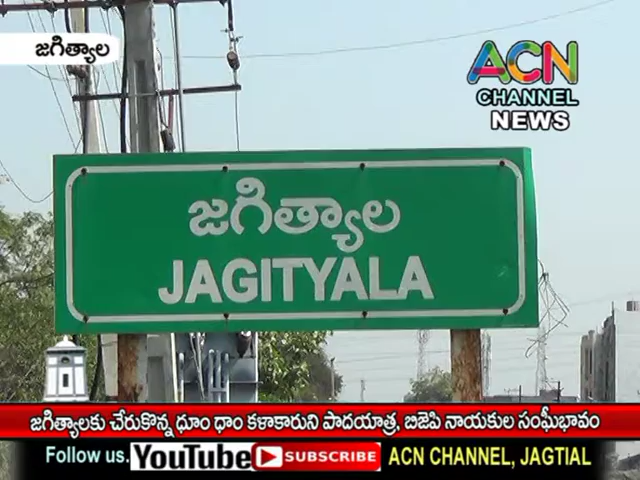 జగిత్యాల
ACN
CHANNEL
NEWS
జగిత్యాల
JAGITYALA
జగిత్యాలకు చేరుకొన్న ధూం ధాం కళాకారుని పాదయాత్ర, బిజెపి నాయకుల సంఘీభావం
Follow us. YouTube SUBSCRIBE ACN CHANNEL, JAGTIAL